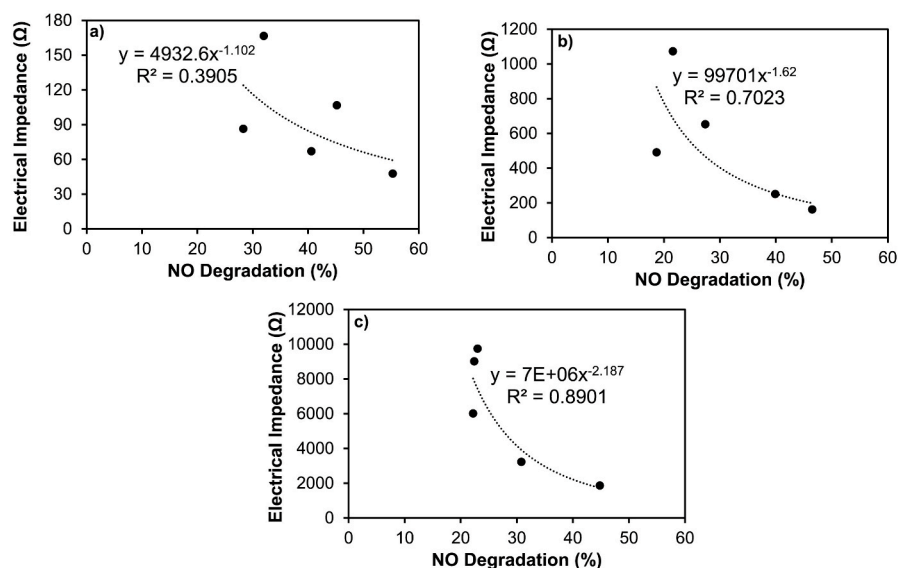 a)
y = 4932.6x^-1.102
R² = 0.3905
Electrical Impedance (Ω)
180
150
120
90
60
30
0
0 10 20 30 40 50 60
NO Degradation (%)
b)
y = 99701x^-1.62
R² = 0.7023
Electrical Impedance (Ω)
1200
1000
800
600
400
200
0
0 10 20 30 40 50 60
NO Degradation (%)
c)
y = 7E+06x^-2.187
R² = 0.8901
Electrical Impedance (Ω)
12000
10000
8000
6000
4000
2000
0
0 10 20 30 40 50 60
NO Degradation (%)